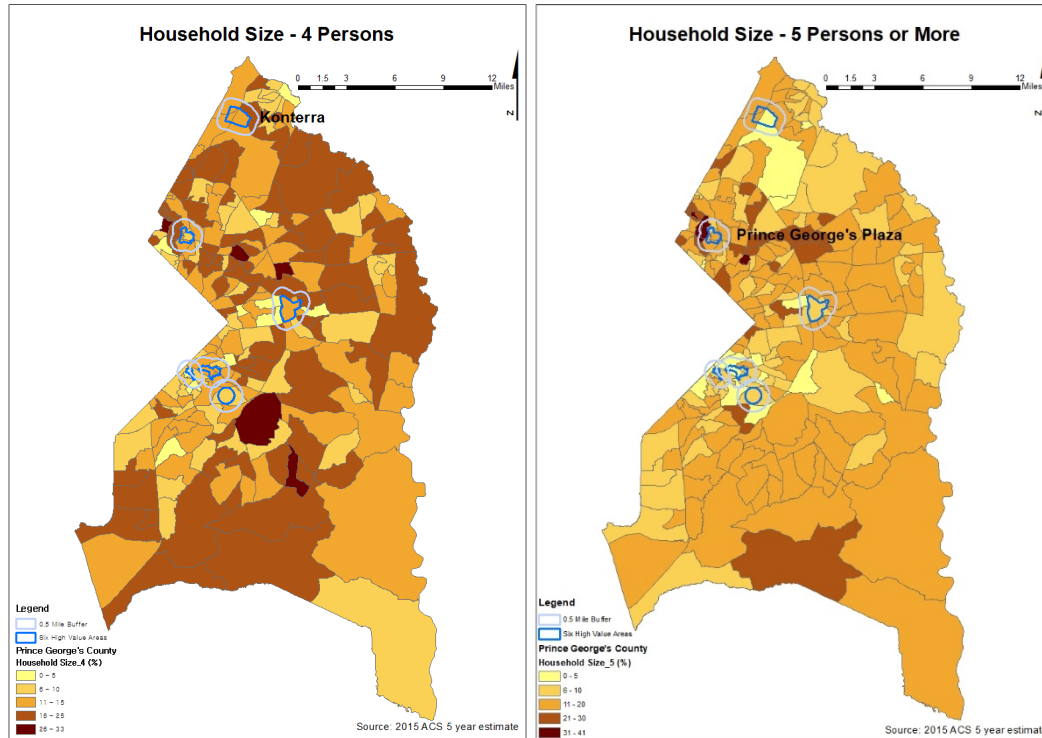 Household Size - 4 Persons
0 1.5 3 6 9 12
Miles
N
Konterra
Legend
0.5 Mile Buffer
Six High Value Areas
Prince George's County
Household Size_4 (%)
0 – 5
6 – 10
11 – 15
16 – 25
26 – 33
Source: 2015 ACS 5 year estimate
Household Size - 5 Persons or More
0 1.5 3 6 9 12
Miles
N
Prince George's Plaza
Legend
0.5 Mile Buffer
Six High Value Areas
Prince George's County
Household Size_5 (%)
0 - 5
6 - 10
11 - 20
21 - 30
31 - 41
Source: 2015 ACS 5 year estimate